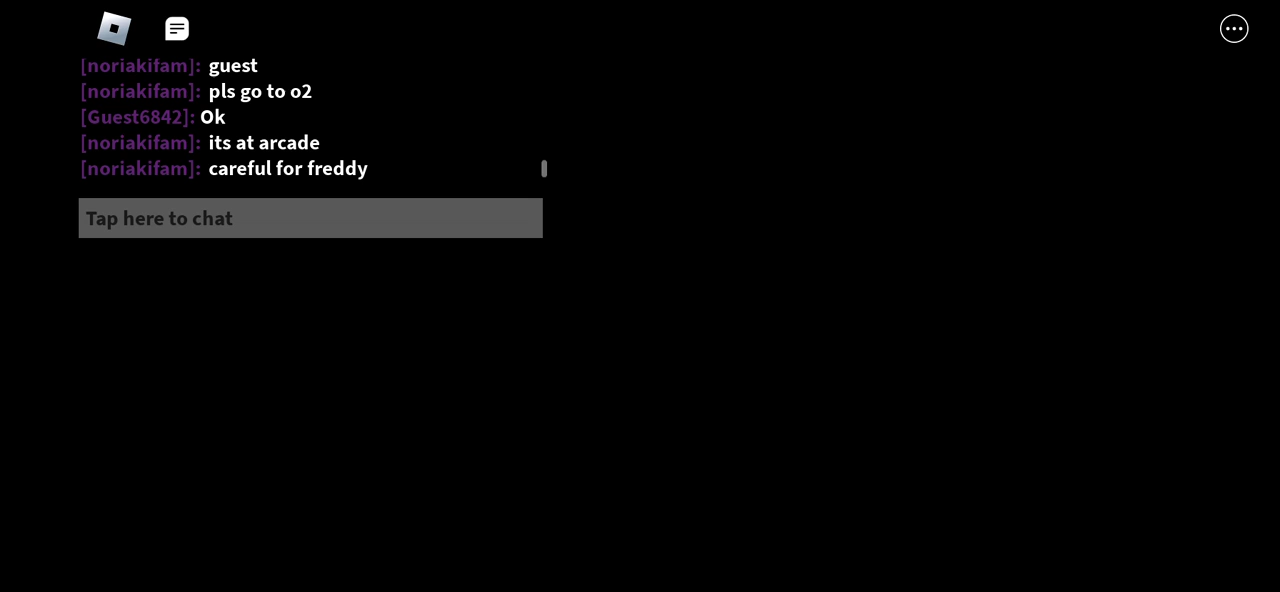 [noriakifam]: guest
[noriakifam]: pls go to o2
[Guest6842]: Ok
[noriakifam]: its at arcade
[noriakifam]: careful for freddy
Tap here to chat